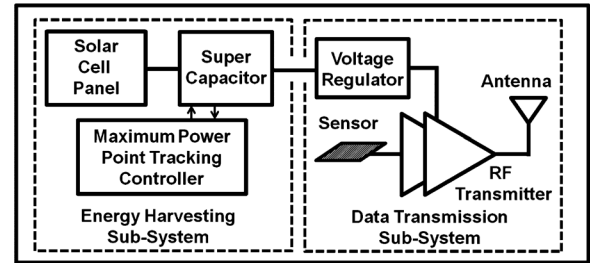 Solar
Cell
Panel
Super
Capacitor
Maximum Power
Point Tracking
Controller
Energy Harvesting
Sub-System
Voltage
Regulator
Antenna
Sensor
RF
Transmitter
Data Transmission
Sub-System